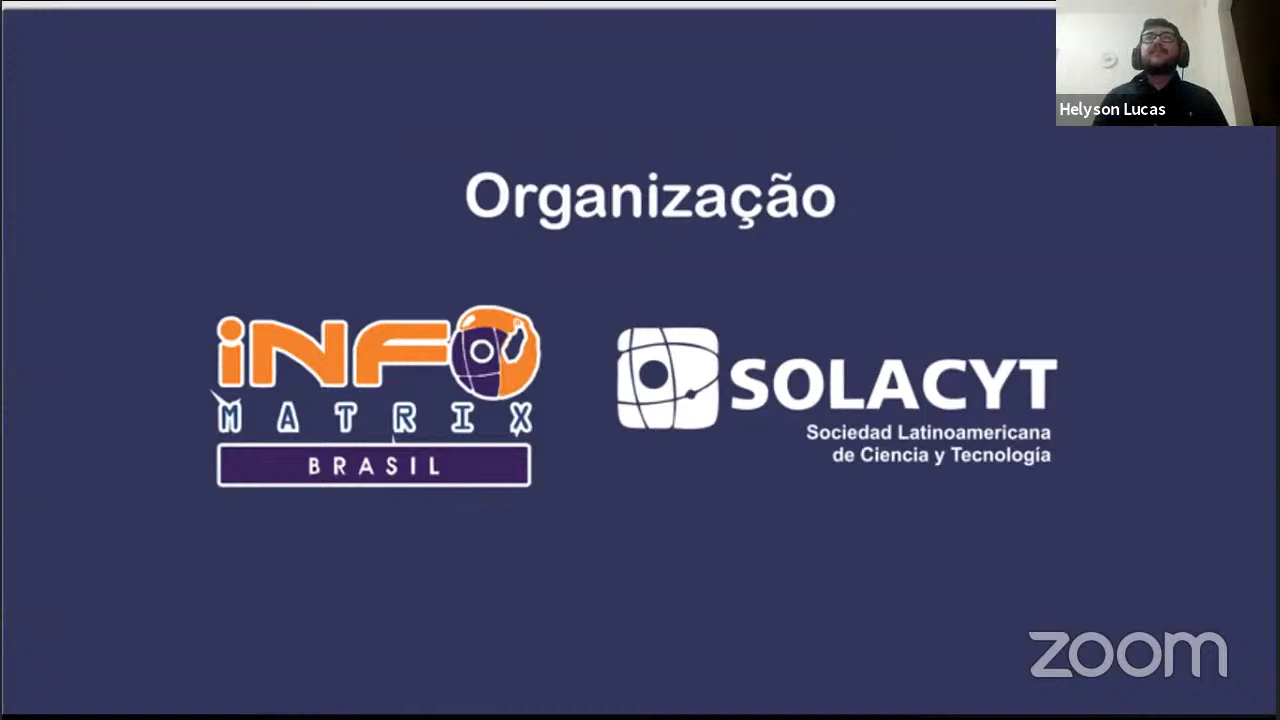 Helyson Lucas
Organização
iNFO
MATRIX
BRASIL
SOLACYT
Sociedad Latinoamericana
de Ciencia y Tecnología
zoom